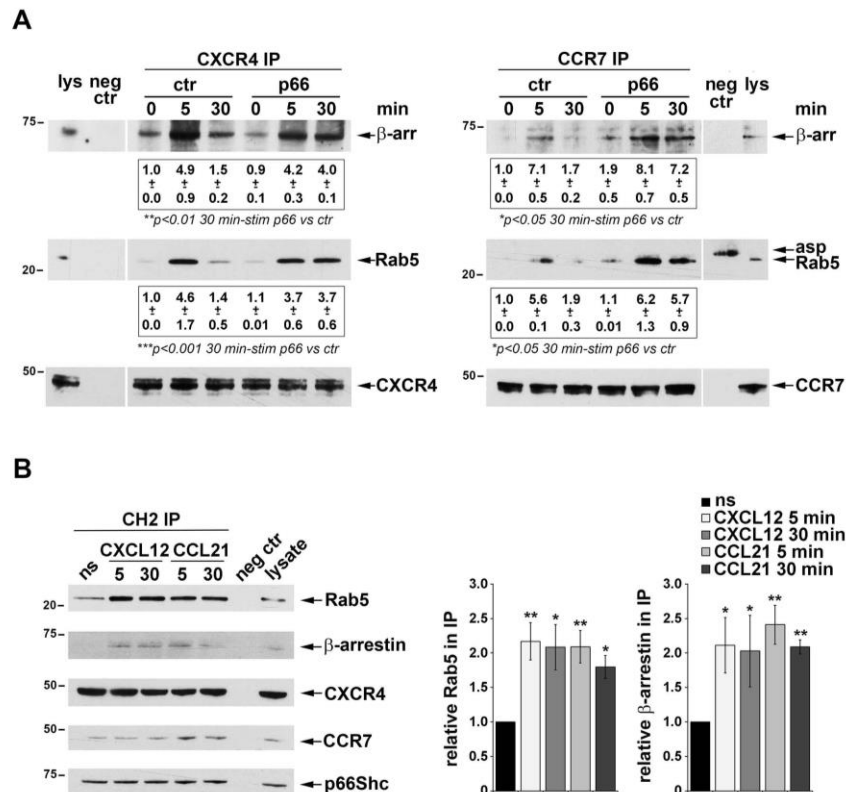 A
CXCR4 IP
lys neg ctr ctr p66
0 5 30 0 5 30 min
75-
β-arr
1.0 4.9 1.5 0.9 4.2 4.0
± ± ± ± ± ±
0.0 0.9 0.2 0.1 0.3 0.1
**p<0.01 30 min-stim p66 vs ctr
20-
Rab5
1.0 4.6 1.4 1.1 3.7 3.7
± ± ± ± ± ±
0.0 1.7 0.5 0.01 0.6 0.6
***p<0.001 30 min-stim p66 vs ctr
50-
CXCR4
CCR7 IP
ctr p66 neg ctr lys
0 5 30 0 5 30
75-
β-arr
1.0 7.1 1.7 1.9 8.1 7.2
± ± ± ± ± ±
0.0 0.5 0.2 0.5 0.7 0.5
*p<0.05 30 min-stim p66 vs ctr
asp
20-
Rab5
1.0 5.6 1.9 1.1 6.2 5.7
± ± ± ± ± ±
0.0 0.1 0.3 0.01 1.3 0.9
*p<0.05 30 min-stim p66 vs ctr
50-
CCR7
B
CH2 IP
ns CXCL12 CCL21 neg ctr lysate
5 30 5 30
20-
Rab5
75-
β-arrestin
50-
CXCR4
50-
CCR7
75-
p66Shc
ns
CXCL12 5 min
CXCL12 30 min
CCL21 5 min
CCL21 30 min
relative Rab5 in IP
3.0
2.5
2.0
1.5
1.0
0.5
0
** * ** *
relative β-arrestin in IP
3.0
2.5
2.0
1.5
1.0
0.5
0
* * ** **